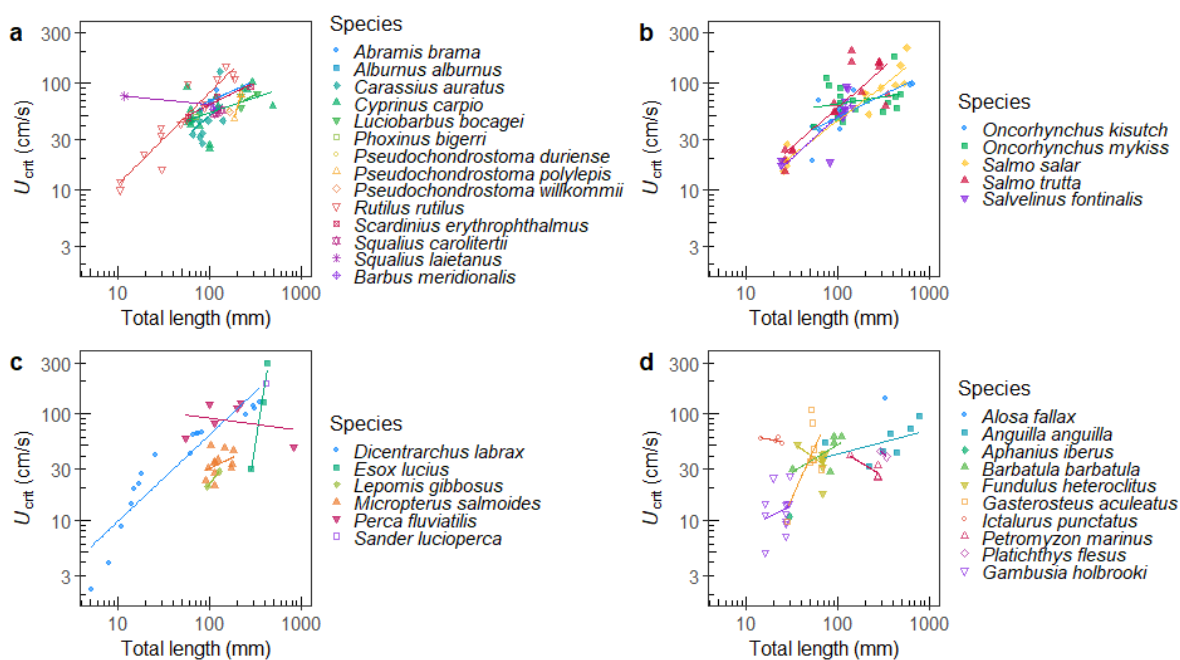 a
300
100
30
10
3
Ucrit (cm/s)
10 100 1000
Total length (mm)
Species
Abramis brama
Alburnus alburnus
Carassius auratus
Cyprinus carpio
Luciobarbus bocagei
Phoxinus bigerri
Pseudochondrostoma duriense
Pseudochondrostoma polylepis
Pseudochondrostoma willkommii
Rutilus rutilus
Scardinius erythrophthalmus
Squalius carolitertii
Squalius laietanus
Barbus meridionalis
b
300
100
30
10
3
Ucrit (cm/s)
10 100 1000
Total length (mm)
Species
Oncorhynchus kisutch
Oncorhynchus mykiss
Salmo salar
Salmo trutta
Salvelinus fontinalis
c
300
100
30
10
3
Ucrit (cm/s)
10 100 1000
Total length (mm)
Species
Dicentrarchus labrax
Esox lucius
Lepomis gibbosus
Micropterus salmoides
Perca fluviatilis
Sander lucioperca
d
300
100
30
10
3
Ucrit (cm/s)
10 100 1000
Total length (mm)
Species
Alosa fallax
Anguilla anguilla
Aphanius iberus
Barbatula barbatula
Fundulus heteroclitus
Gasterosteus aculeatus
Ictalurus punctatus
Petromyzon marinus
Platichthys flesus
Gambusia holbrooki